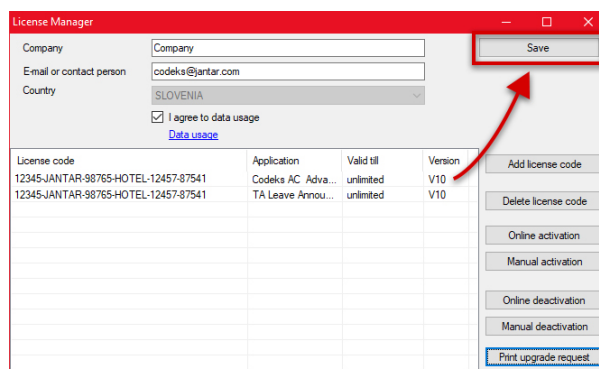 License Manager
Company Company Save
E-mail or contact person codeks@jantar.com
Country SLOVENIA
I agree to data usage
Data usage
License code Application Valid till Version Add license code
12345-JANTAR-98765-HOTEL-12457-87541 Codeks AC Adva... unlimited V10
12345-JANTAR-98765-HOTEL-12457-87541 TA Leave Annou... unlimited V10
Delete license code
Online activation
Manual activation
Online deactivation
Manual deactivation
Print upgrade request